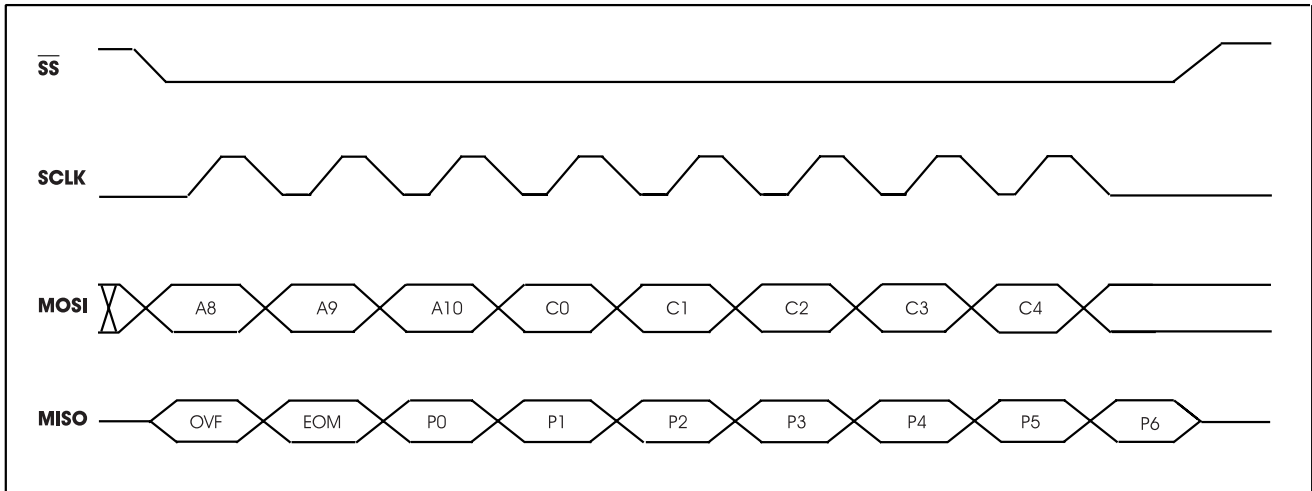 SS
SCLK
MOSI A8 A9 A10 C0 C1 C2 C3 C4
MISO OVF EOM P0 P1 P2 P3 P4 P5 P6